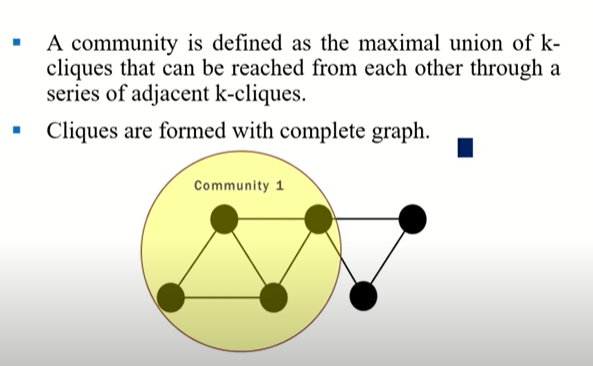 A community is defined as the maximal union of k-
cliques that can be reached from each other through a
series of adjacent k-cliques.
Cliques are formed with complete graph.
Community 1